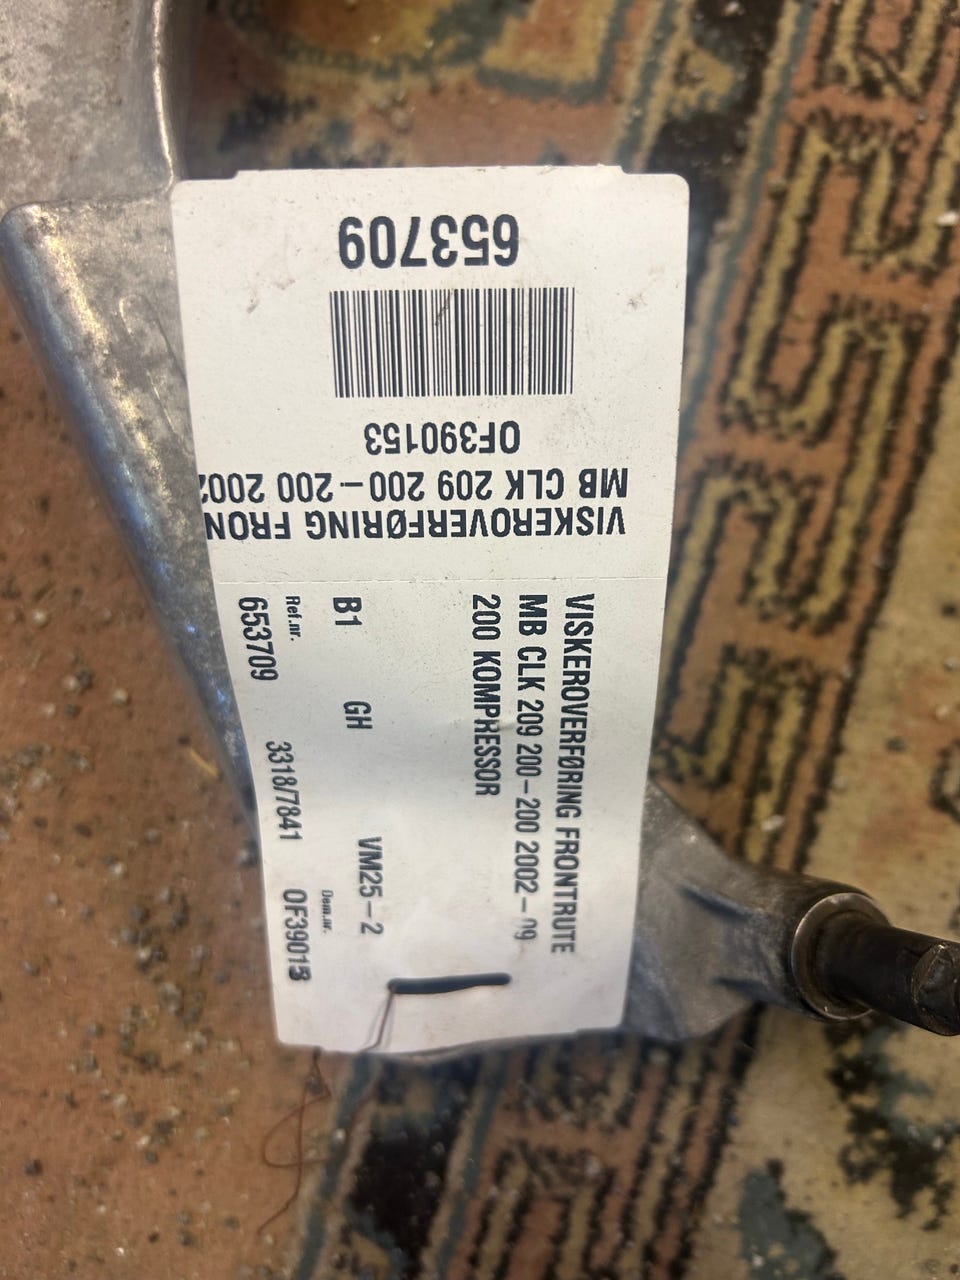 653709
OF390153
MB CLK 209 200-200 2002
VISKEROVERFØRING FRON
VISKEROVERFØRING FRONTRUTE
MB CLK 209 200-200 2002-09
200 KOMPRESSOR
B1 GH VM25-2
Ref.nr. Dem.nr.
653709 3318/7841 OF39015